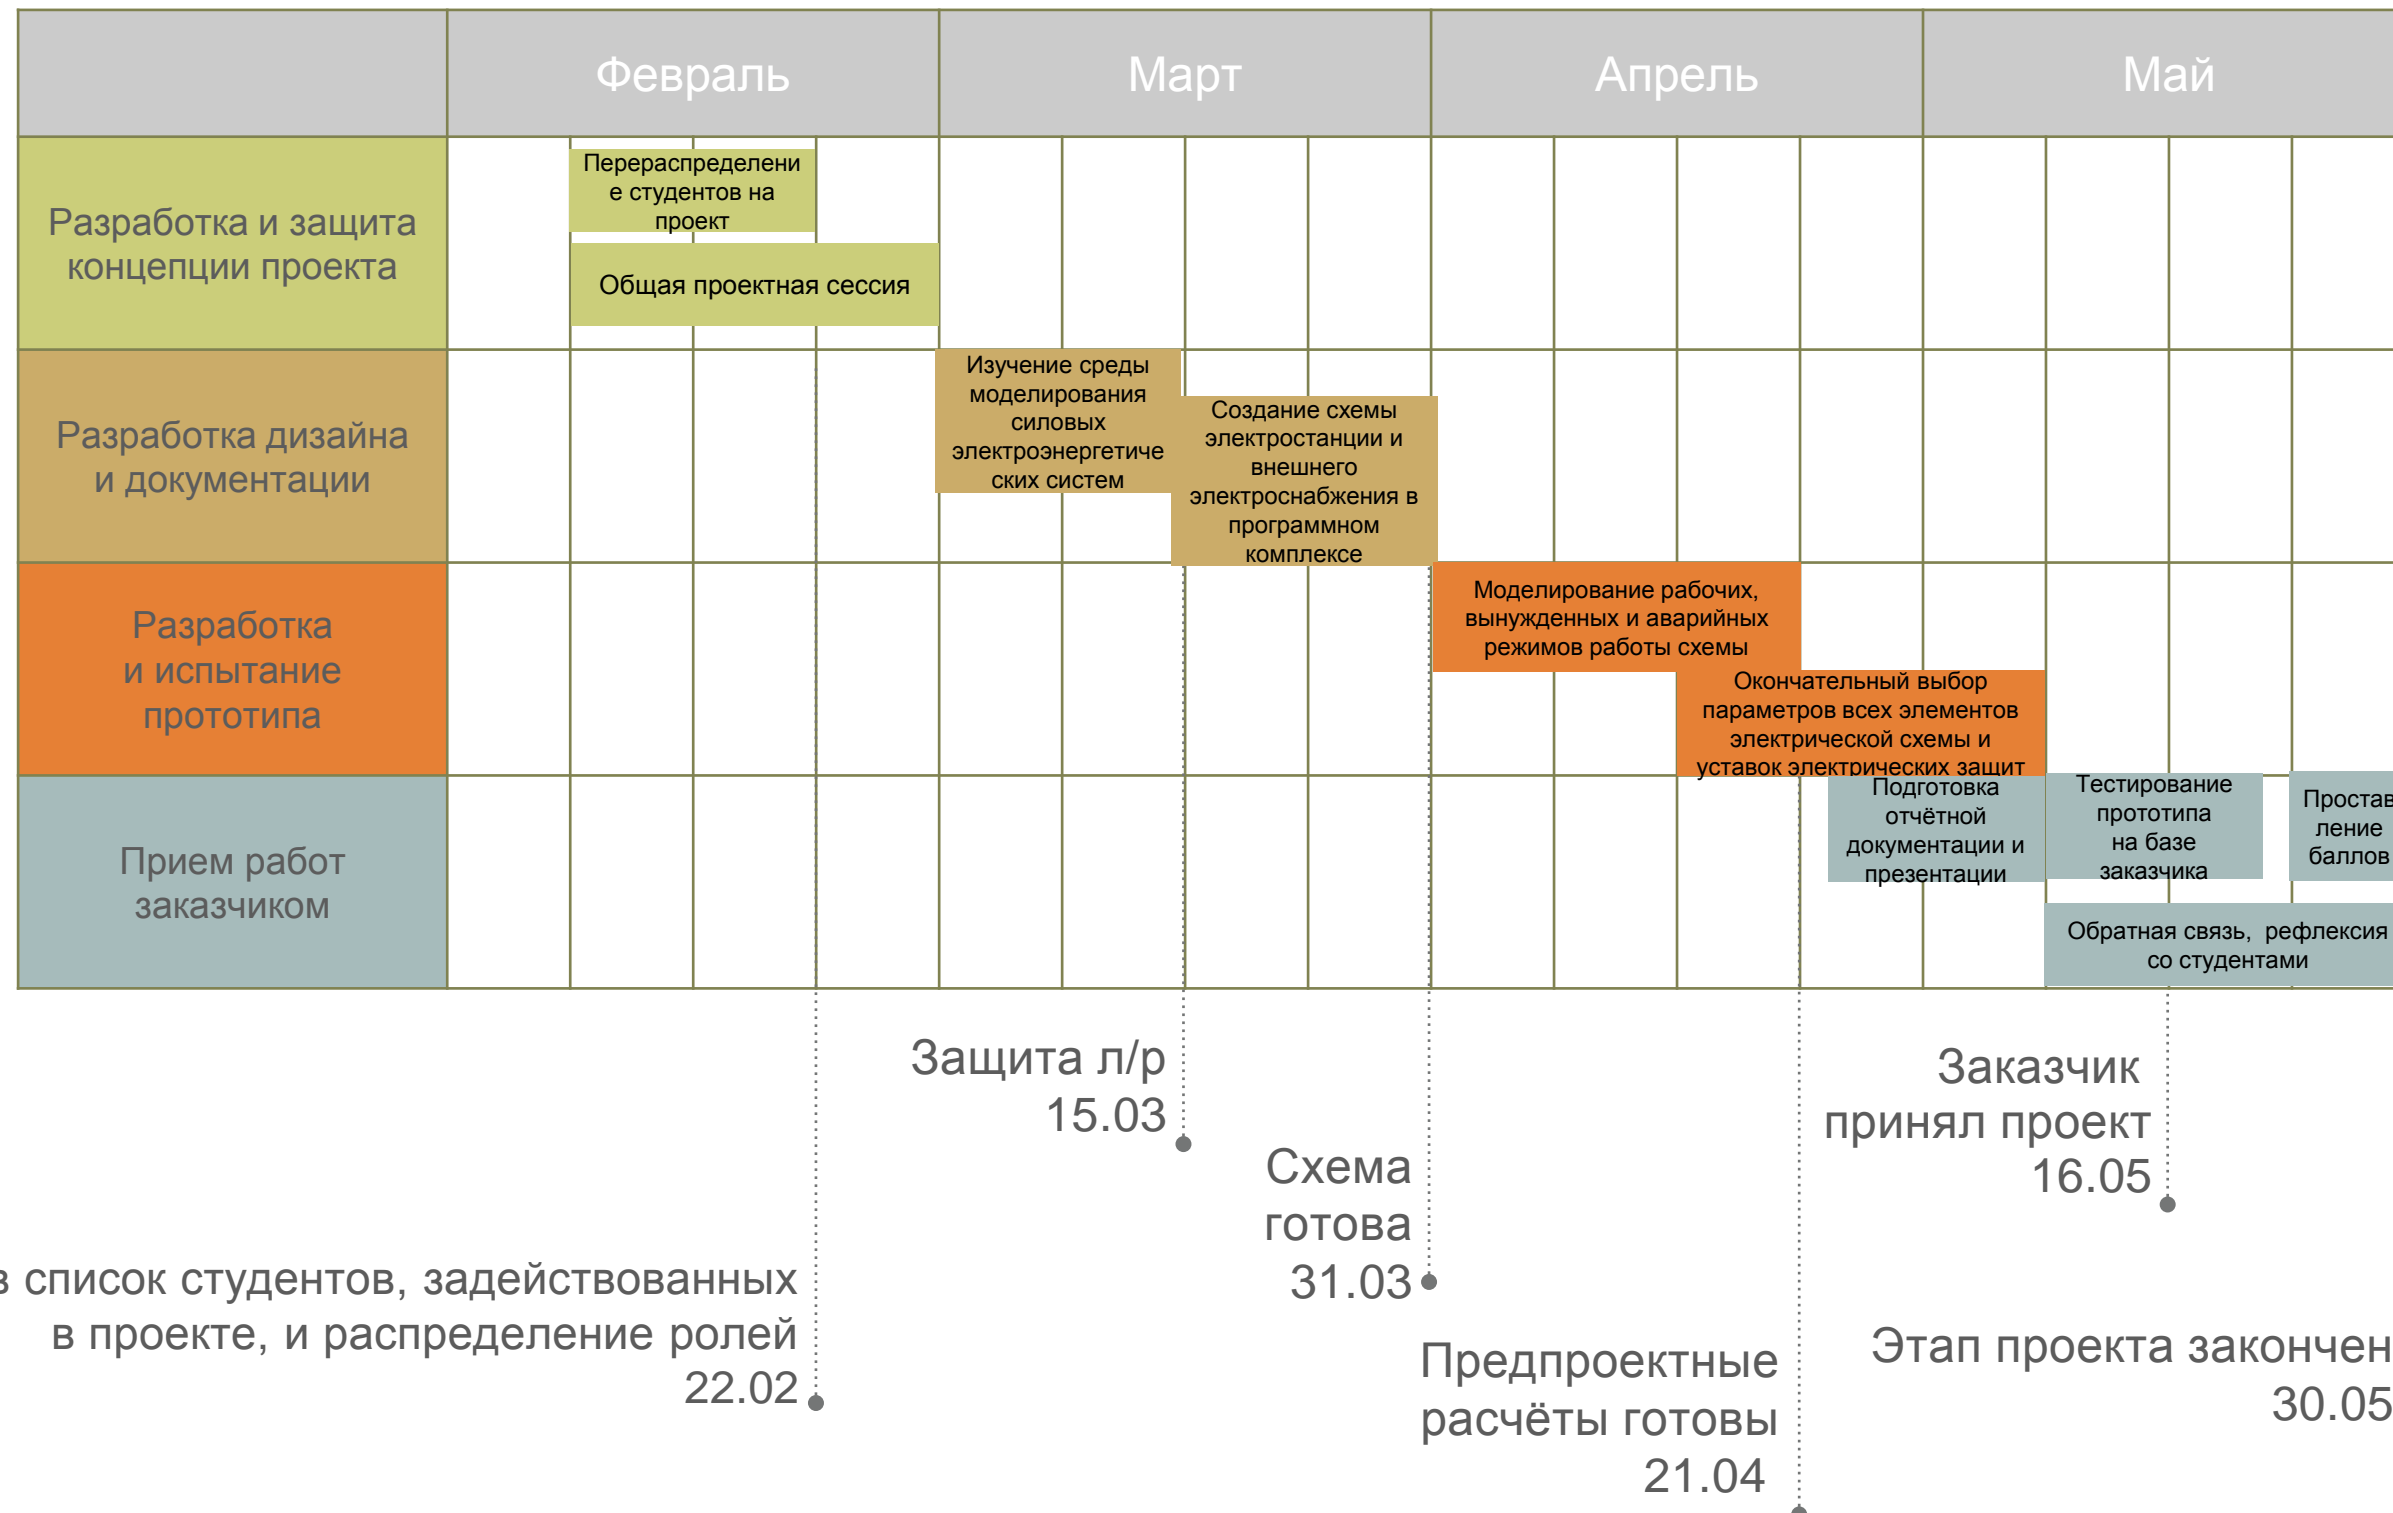 Февраль
Март
Апрель
Май
Разработка и защита
концепции проекта
Перераспределени
е студентов на
проект
Общая проектная сессия
Разработка дизайна
и документации
Изучение среды
моделирования
силовых
электроэнергетиче
ских систем
Создание схемы
электростанции и
внешнего
электроснабжения в
программном
комплексе
Разработка
и испытание
прототипа
Моделирование рабочих,
вынужденных и аварийных
режимов работы схемы
Окончательный выбор
параметров всех элементов
электрической схемы и
уставок электрических защит
Прием работ
заказчиком
Подготовка
отчётной
документации и
презентации
Тестирование
прототипа
на базе
заказчика
Простав
ление
баллов
Обратная связь, рефлексия
со студентами
Защита л/р
15.03
Схема
готова
31.03
Заказчик
принял проект
16.05
список студентов, задействованных
в проекте, и распределение ролей
22.02
Предпроектные
расчёты готовы
21.04
Этап проекта закончен
30.05